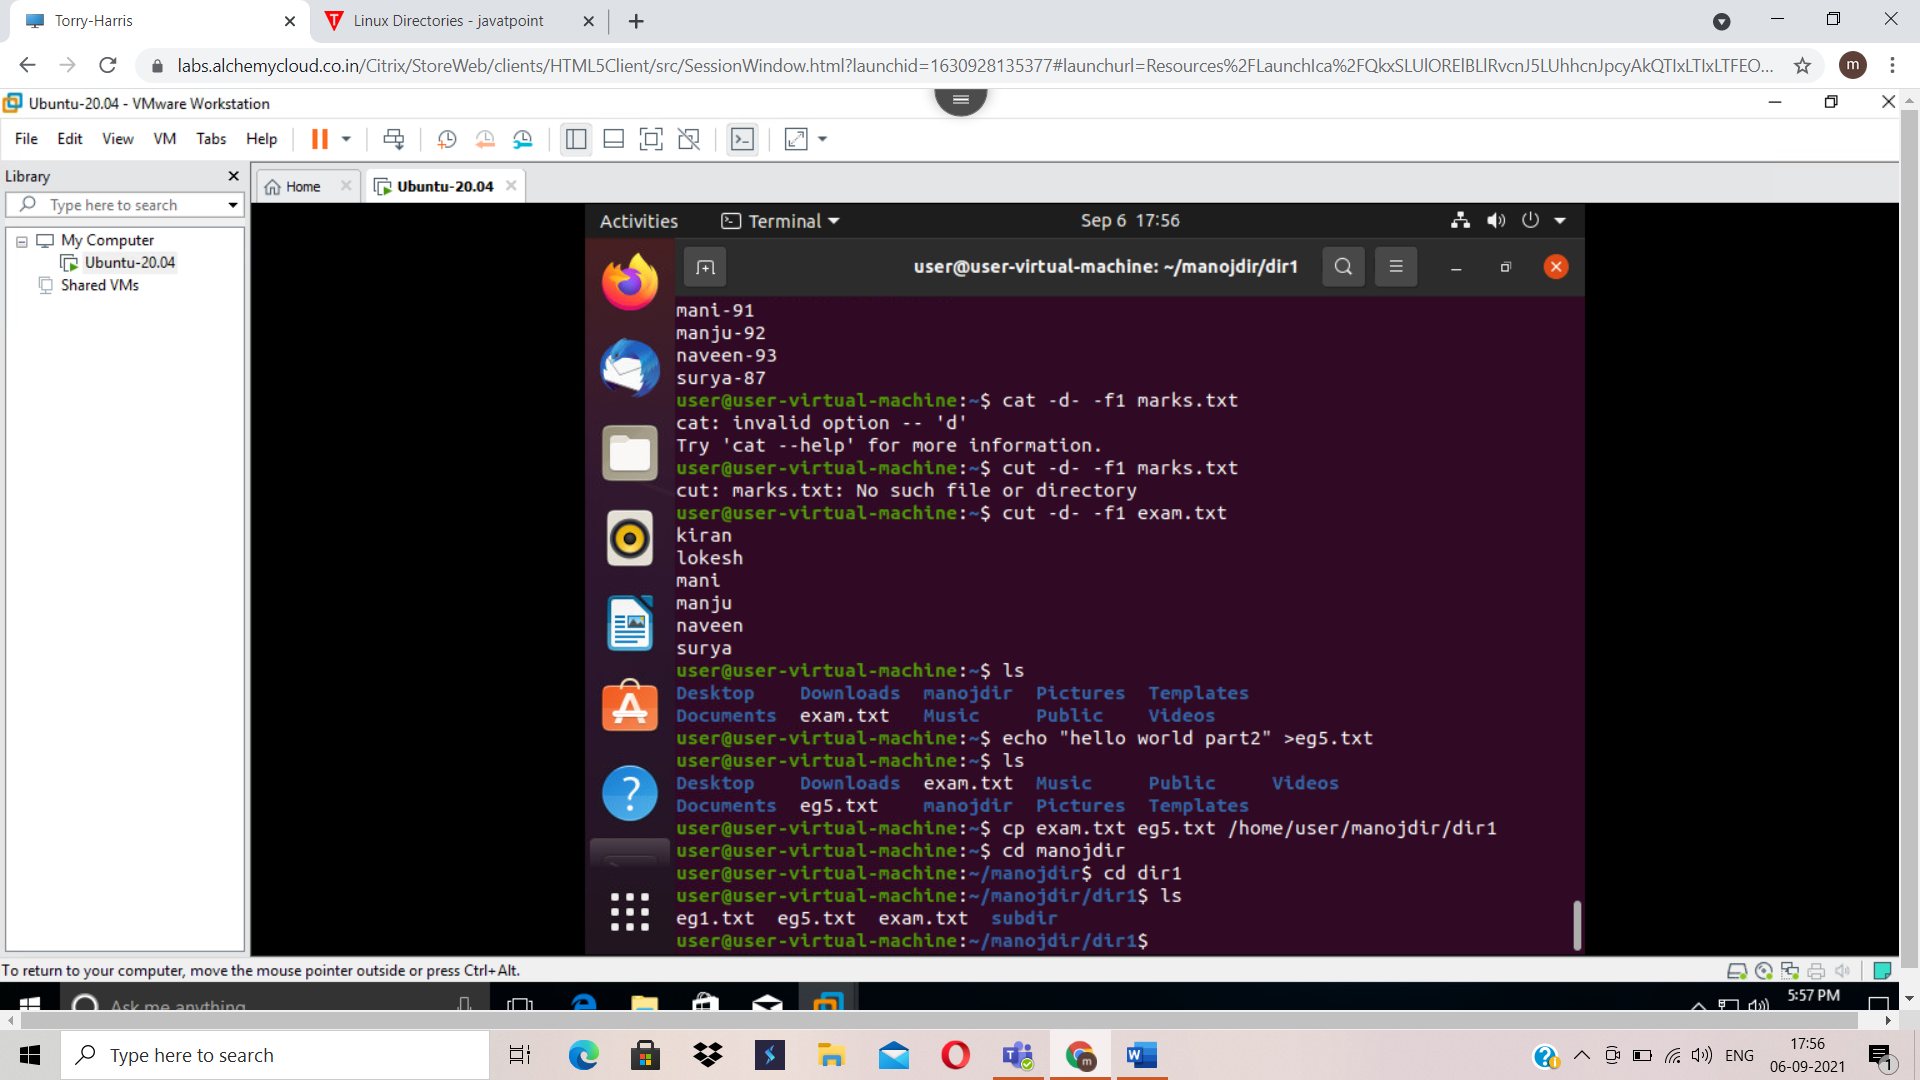 Torry-Harris
Linux Directories - javatpoint
labs.alchemycloud.co.in/Citrix/StoreWeb/clients/HTML5Client/src/SessionWindow.html?launchid=1630928135377#launchurl=Resources%2FLaunchIca%2F
m
Ubuntu-20.04 - VMware Workstation
File Edit View VM Tabs Help
Library
Home
Ubuntu-20.04
Type here to search
My Computer
Ubuntu-20.04
Shared VMs
Activities
Terminal
Sep 6 17:56
user@user-virtual-machine: ~/manojdir/dir1
mani-91
manju-92
naveen-93
surya-87
user@user-virtual-machine:~$ cat -d- -f1 marks.txt
cat: invalid option -- 'd'
Try 'cat --help' for more information.
user@user-virtual-machine:~$ cut -d- -f1 marks.txt
cut: marks.txt: No such file or directory
user@user-virtual-machine:~$ cut -d- -f1 exam.txt
kiran
lokesh
mani
manju
naveen
surya
user@user-virtual-machine:~$ ls
Desktop Downloads manojdir Pictures Templates
Documents exam.txt Music Public Videos
user@user-virtual-machine:~$ echo "hello world part2" >eg5.txt
user@user-virtual-machine:~$ ls
Desktop Downloads exam.txt Music Public Videos
Documents eg5.txt manojdir Pictures Templates
user@user-virtual-machine:~$ cp exam.txt eg5.txt /home/user/manojdir/dir1
user@user-virtual-machine:~$ cd manojdir
user@user-virtual-machine:~/manojdir$ cd dir1
user@user-virtual-machine:~/manojdir/dir1$ ls
eg1.txt eg5.txt exam.txt subdir
user@user-virtual-machine:~/manojdir/dir1$
To return to your computer, move the mouse pointer outside or press Ctrl+Alt.
Ask me anything
5:57 PM
Type here to search
ENG
17:56
06-09-2021
1